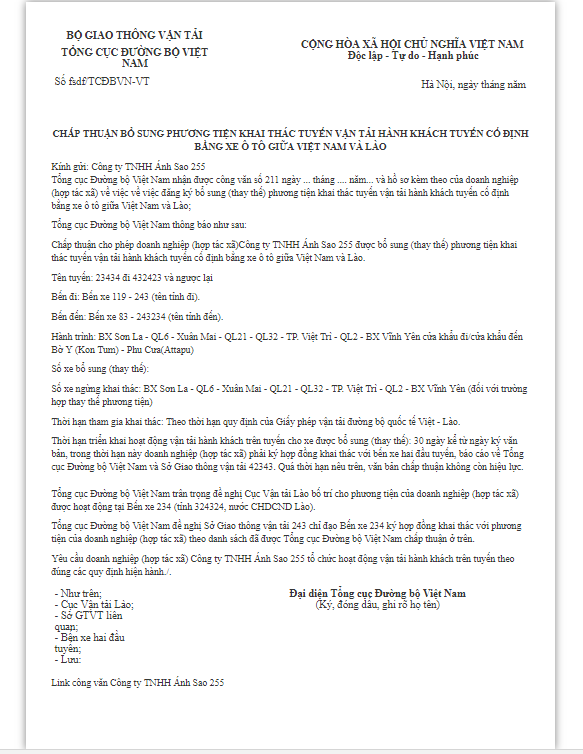 BỘ GIAO THÔNG VẬN TẢI
TỔNG CỤC ĐƯỜNG BỘ VIỆT
NAM
Số fsdf/TCĐBVN-VT
CỘNG HÒA XÃ HỘI CHỦ NGHĨA VIỆT NAM
Độc lập - Tự do - Hạnh phúc
Hà Nội, ngày tháng năm
CHẤP THUẬN BỔ SUNG PHƯƠNG TIỆN KHAI THÁC TUYẾN VẬN TẢI HÀNH KHÁCH TUYẾN CỐ ĐỊNH
BẰNG XE Ô TÔ GIỮA VIỆT NAM VÀ LÀO
Kính gửi: Công ty TNHH Ánh Sao 255
Tổng cục Đường bộ Việt Nam nhận được công văn số 211 ngày ... tháng .... năm... và hồ sơ kèm theo của doanh nghiệp
(hợp tác xã) về việc về việc đăng ký bổ sung (thay thế) phương tiện khai thác tuyến vận tải hành khách tuyến cố định
bằng xe ô tô giữa Việt Nam và Lào;
Tổng cục Đường bộ Việt Nam thông báo như sau:
Chấp thuận cho phép doanh nghiệp (hợp tác xã)Công ty TNHH Ánh Sao 255 được bổ sung (thay thế) phương tiện khai
thác tuyến vận tải hành khách tuyến cố định bằng xe ô tô giữa Việt Nam và Lào.
Tên tuyến: 23434 đi 432423 và ngược lại
Bến đi: Bến xe 119 - 243 (tên tỉnh đi).
Bến đến: Bến xe 83 - 243234 (tên tỉnh đến).
Hành trình: BX Sơn La - QL6 - Xuân Mai - QL21 - QL32 - TP. Việt Trì - QL2 - BX Vĩnh Yên cửa khẩu đi/cửa khẩu đến
Bờ Y (Kon Tum) - Phu Cưa(Attapu)
Số xe bổ sung (thay thế):
Số xe ngừng khai thác: BX Sơn La - QL6 - Xuân Mai - QL21 - QL32 - TP. Việt Trì - QL2 - BX Vĩnh Yên (đối với trường
hợp thay thế phương tiện)
Thời hạn tham gia khai thác: Theo thời hạn quy định của Giấy phép vận tải đường bộ quốc tế Việt - Lào.
Thời hạn triển khai hoạt động vận tải hành khách trên tuyến cho xe được bổ sung (thay thế): 30 ngày kể từ ngày ký văn
bản, trong thời hạn này doanh nghiệp (hợp tác xã) phải ký hợp đồng khai thác với bến xe hai đầu tuyến, báo cáo về Tổng
cục Đường bộ Việt Nam và Sở Giao thông vận tải 42343. Quá thời hạn nêu trên, văn bản chấp thuận không còn hiệu lực.
Tổng cục Đường bộ Việt Nam trân trọng đề nghị Cục Vận tải Lào bố trí cho phương tiện của doanh nghiệp (hợp tác xã)
được hoạt động tại Bến xe 234 (tỉnh 324324, nước CHDCND Lào).
Tổng cục Đường bộ Việt Nam đề nghị Sở Giao thông vận tải 243 chỉ đạo Bến xe 234 ký hợp đồng khai thác với phương
tiện của doanh nghiệp (hợp tác xã) theo danh sách đã được Tổng cục Đường bộ Việt Nam chấp thuận ở trên.
Yêu cầu doanh nghiệp (hợp tác xã) Công ty TNHH Ánh Sao 255 tổ chức hoạt động vận tải hành khách trên tuyến theo
đúng các quy định hiện hành./.
- Như trên;
- Cục Vận tải Lào;
- Sở GTVT liên
quan;
- Bến xe hai đầu
tuyến;
- Lưu:
Đại diện Tổng cục Đường bộ Việt Nam
(Ký, đóng dấu, ghi rõ họ tên)
Link công văn Công ty TNHH Ánh Sao 255